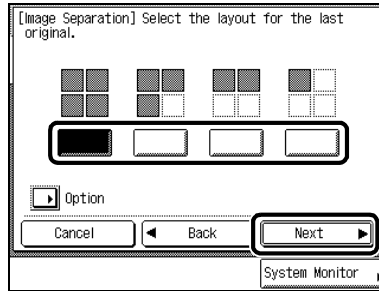 [Image Separation] Select the layout for the last
original.
Option
Cancel
Back
Next
System Monitor